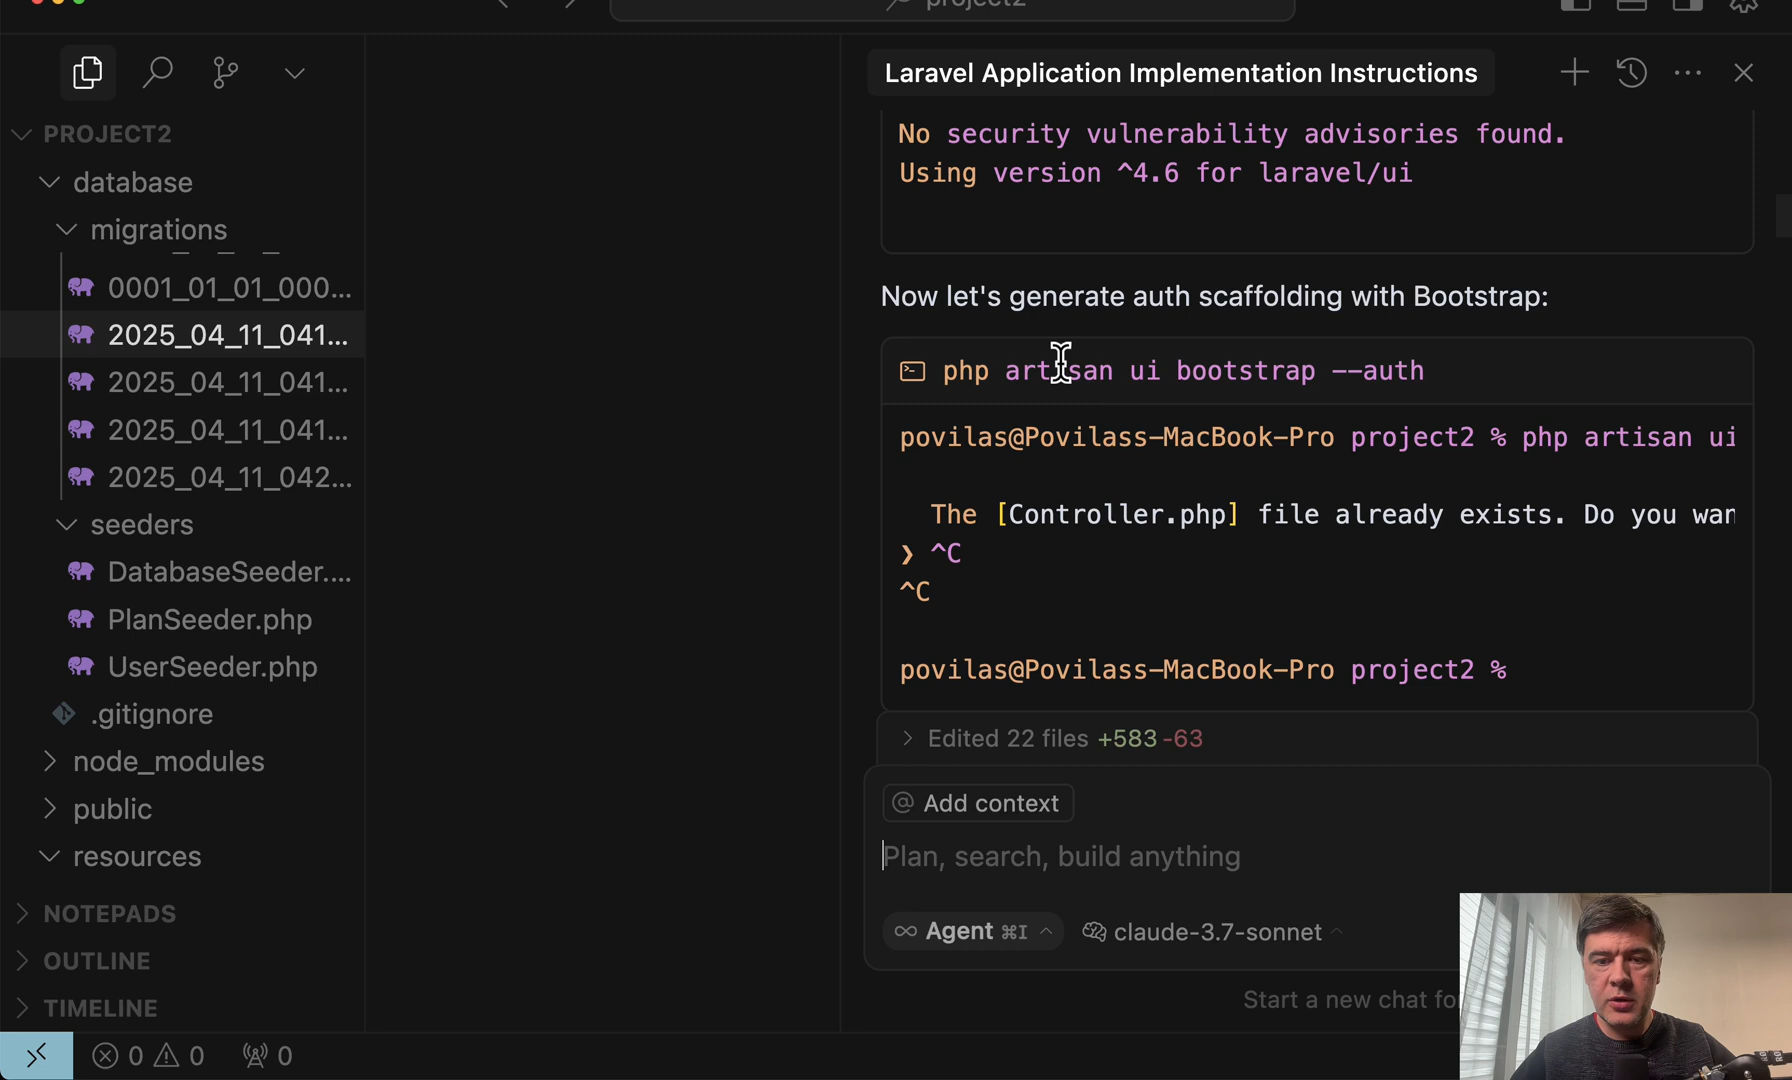 project2
Laravel Application Implementation Instructions
PROJECT2
database
migrations
0001_01_01_000...
2025_04_11_041...
2025_04_11_041...
2025_04_11_041...
2025_04_11_042...
seeders
DatabaseSeeder....
PlanSeeder.php
UserSeeder.php
.gitignore
node_modules
public
resources
NOTEPADS
OUTLINE
TIMELINE
0 0 0
No security vulnerability advisories found.
Using version ^4.6 for laravel/ui
Now let's generate auth scaffolding with Bootstrap:
php artisan ui bootstrap --auth
povilas@Povilass-MacBook-Pro project2 % php artisan ui
The [Controller.php] file already exists. Do you wan
❯ ^C
^C
povilas@Povilass-MacBook-Pro project2 %
Edited 22 files +583 -63
@ Add context
Plan, search, build anything
∞ Agent ⌘I claude-3.7-sonnet
Start a new chat fo